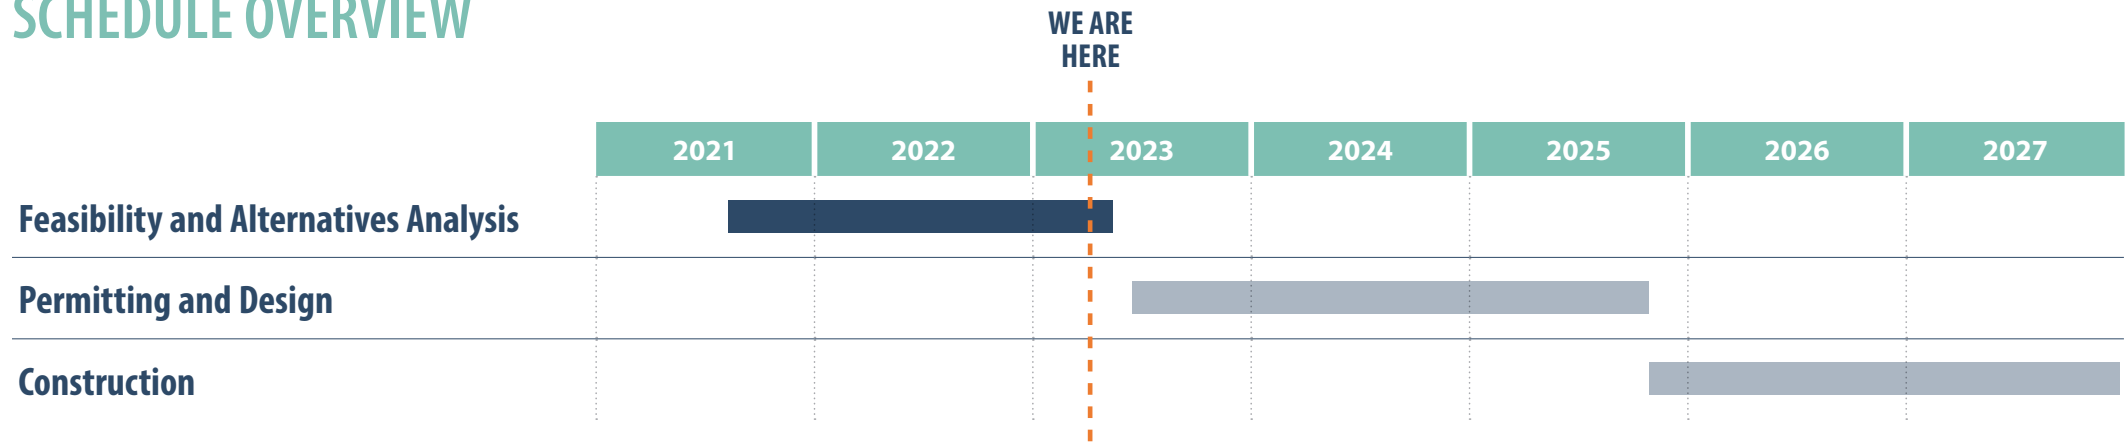 SCHEDULE OVERVIEW
WE ARE
HERE
2021 2022 2023 2024 2025 2026 2027
Feasibility and Alternatives Analysis
Permitting and Design
Construction